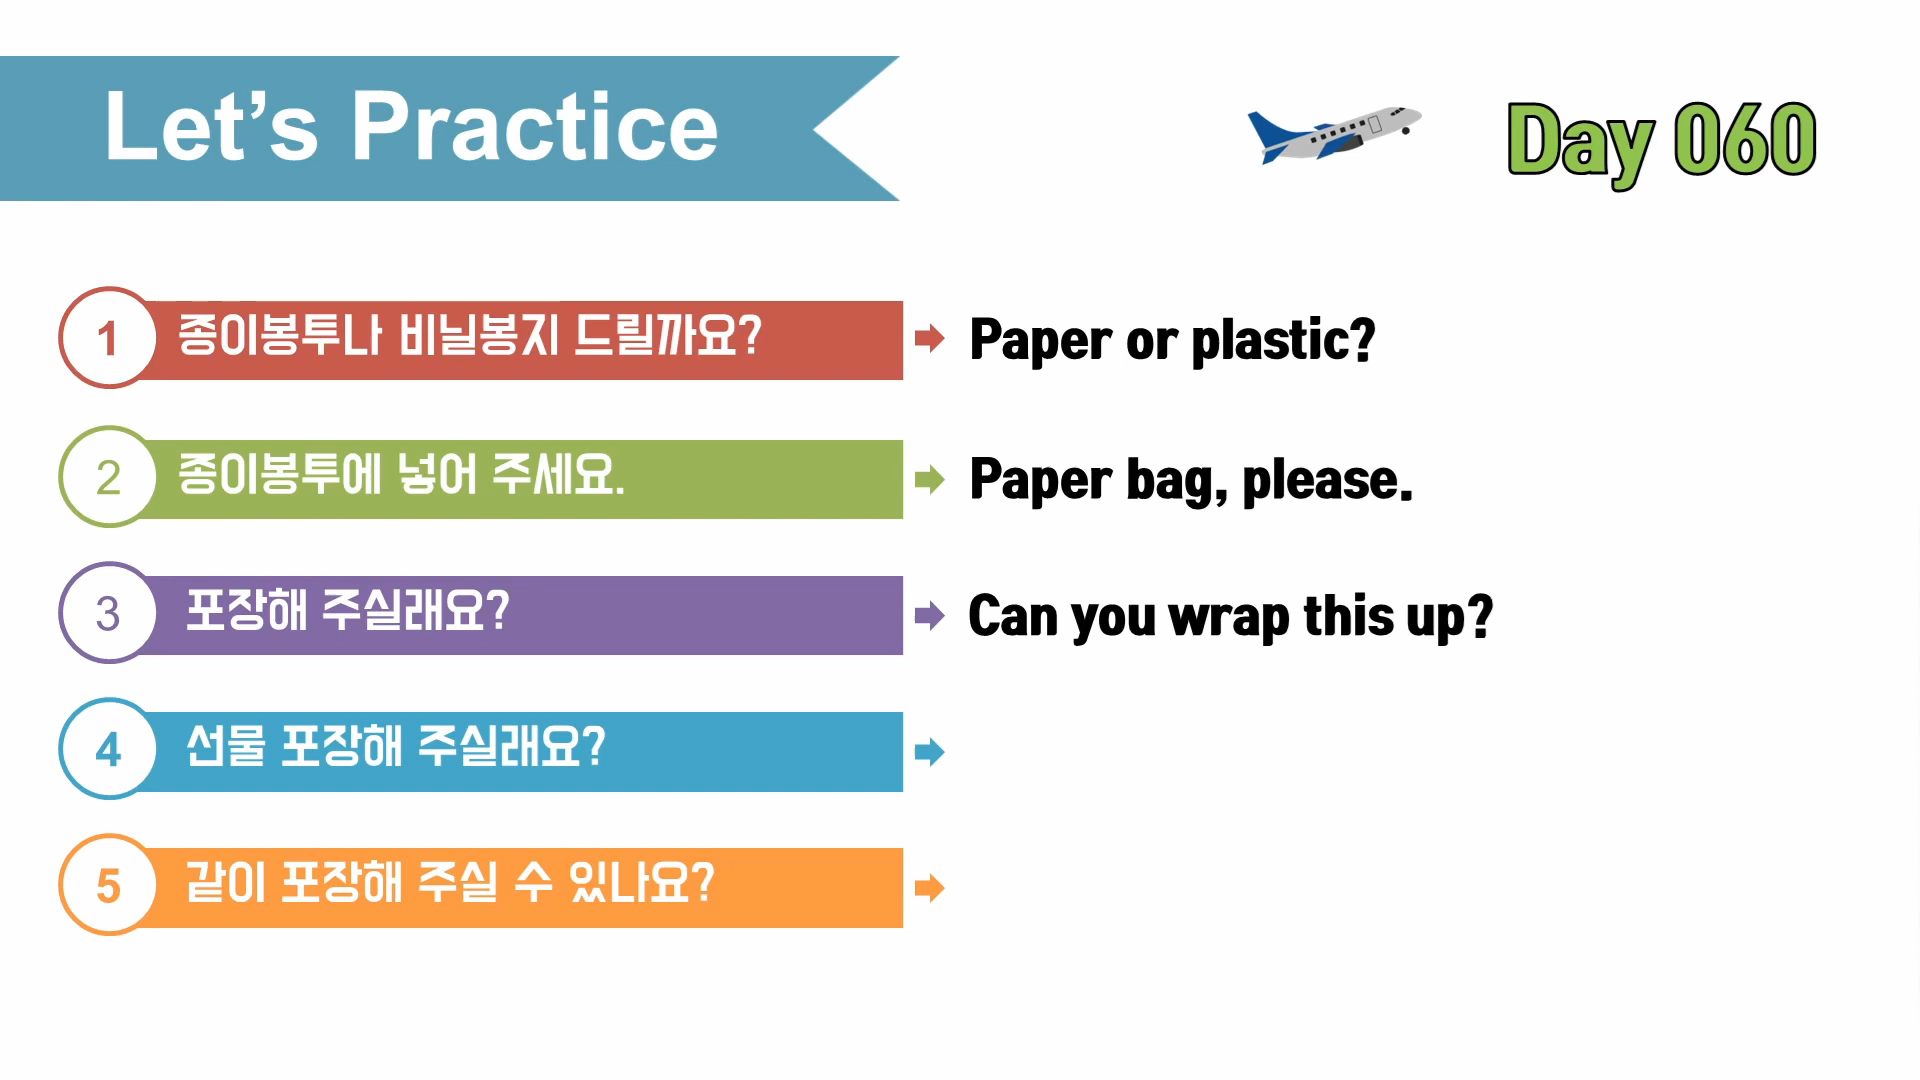 Let's Practice
Day 060
1 종이봉투나 비닐봉지 드릴까요? Paper or plastic?
2 종이봉투에 넣어 주세요. Paper bag, please.
3 포장해 주실래요? Can you wrap this up?
4 선물 포장해 주실래요?
5 같이 포장해 주실 수 있나요?